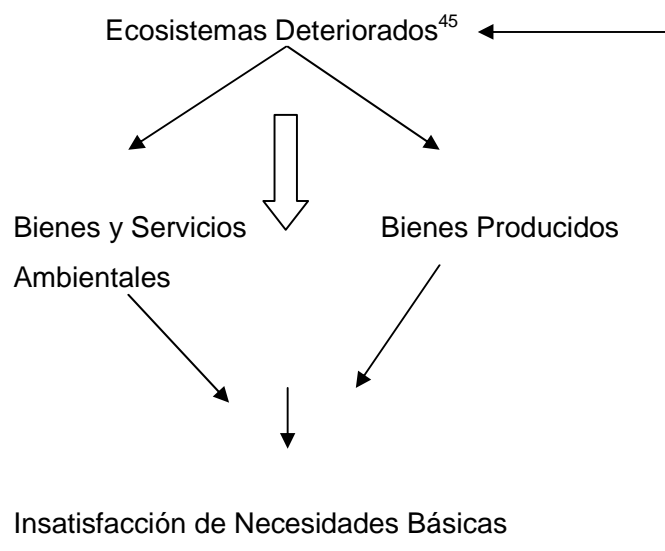 Ecosistemas Deteriorados⁴⁵
Bienes y Servicios
Ambientales
Bienes Producidos
Insatisfacción de Necesidades Básicas